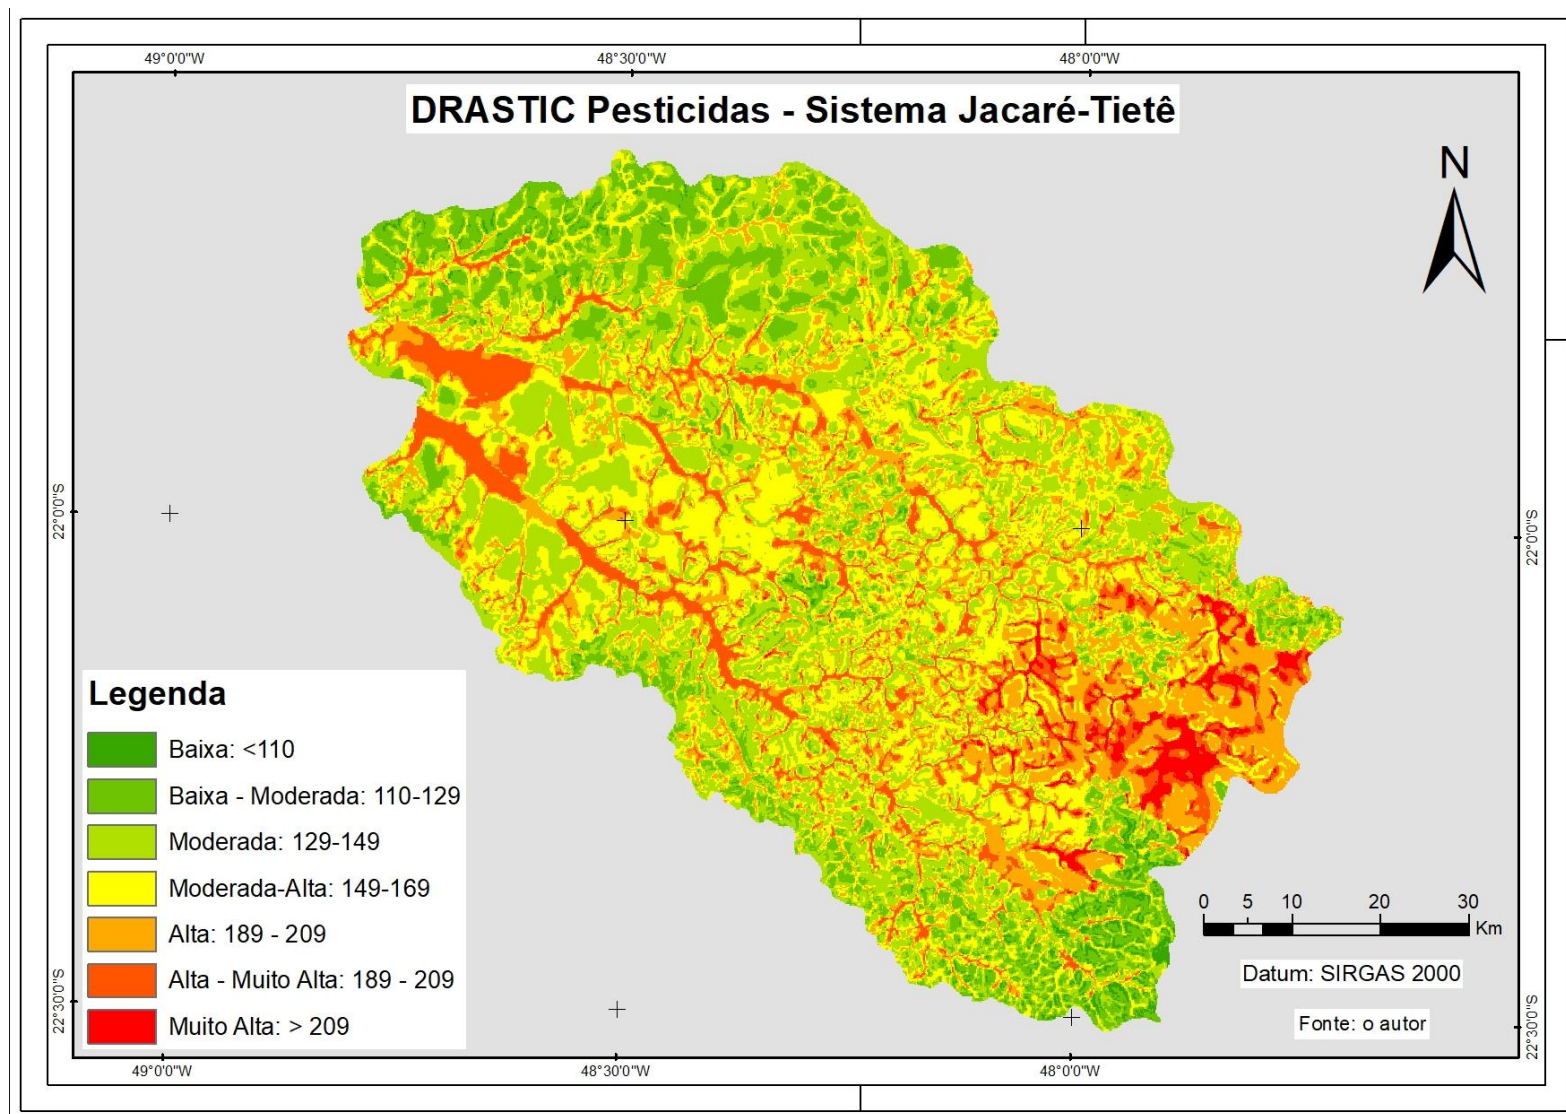 49°0'0"W
48°30'0"W
48°0'0"W
DRASTIC Pesticidas - Sistema Jacaré-Tietê
N
22°0'0"S
22°0'0"S
Legenda
Baixa: <110
Baixa - Moderada: 110-129
Moderada: 129-149
Moderada-Alta: 149-169
Alta: 189 - 209
Alta - Muito Alta: 189 - 209
Muito Alta: > 209
0 5 10 20 30
Km
Datum: SIRGAS 2000
Fonte: o autor
22°30'0"S
22°30'0"S
49°0'0"W
48°30'0"W
48°0'0"W